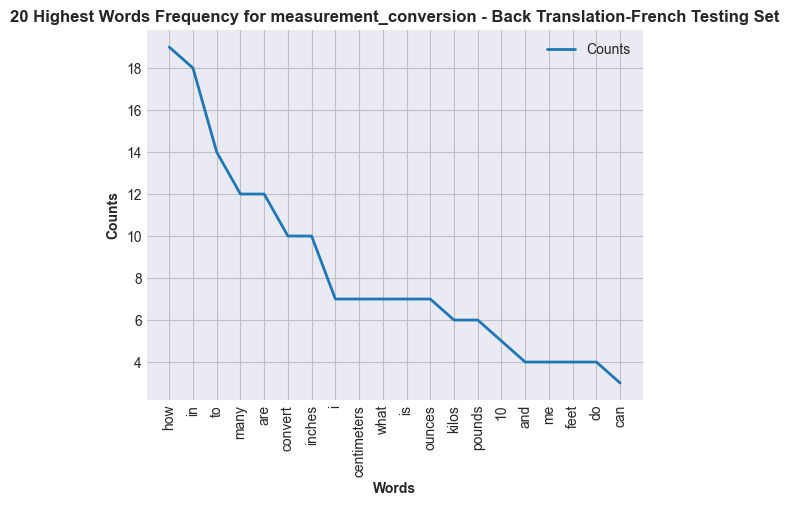 20 Highest Words Frequency for measurement_conversion - Back Translation-French Testing Set
Counts
18
16
14
12
10
8
6
4
Counts
how
in
to
many
are
convert
inches
i
centimeters
what
is
ounces
kilos
pounds
10
and
me
feet
do
can
Words